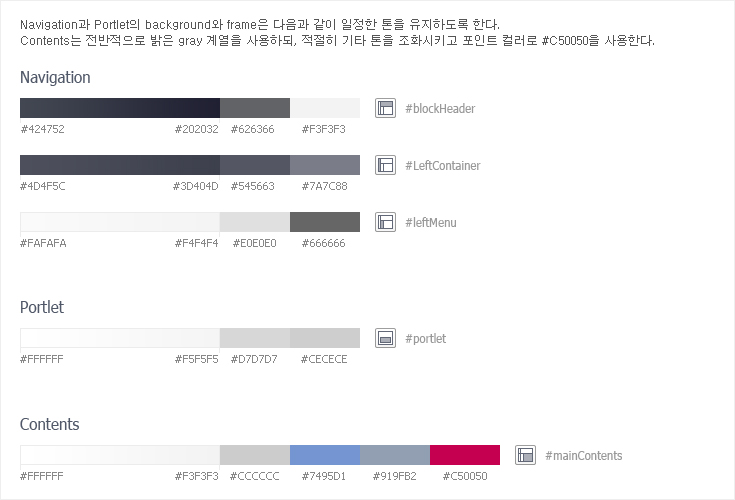 Navigation과 Portlet의 background와 frame은 다음과 같이 일정한 톤을 유지하도록 한다.
Contents는 전반적으로 밝은 gray 계열을 사용하되, 적절히 기타 톤을 조화시키고 포인트 컬러로 #C50050을 사용한다.
Navigation
#blockHeader
#424752 #202032 #626366 #F3F3F3
#LeftContainer
#4D4F5C #3D404D #545663 #7A7C88
#leftMenu
#FAFAFA #F4F4F4 #E0E0E0 #666666
Portlet
#portlet
#FFFFFF #F5F5F5 #D7D7D7 #CECECE
Contents
#mainContents
#FFFFFF #F3F3F3 #CCCCCC #7495D1 #919FB2 #C50050